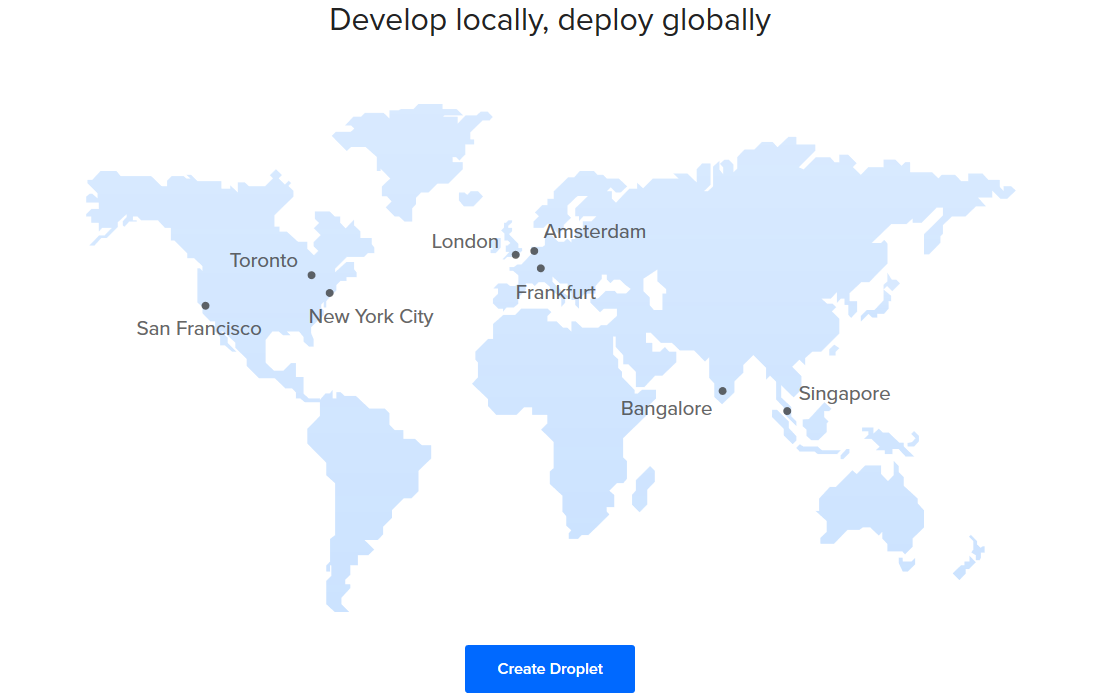 Develop locally, deploy globally
London
Amsterdam
Toronto
Frankfurt
New York City
San Francisco
Singapore
Bangalore
Create Droplet